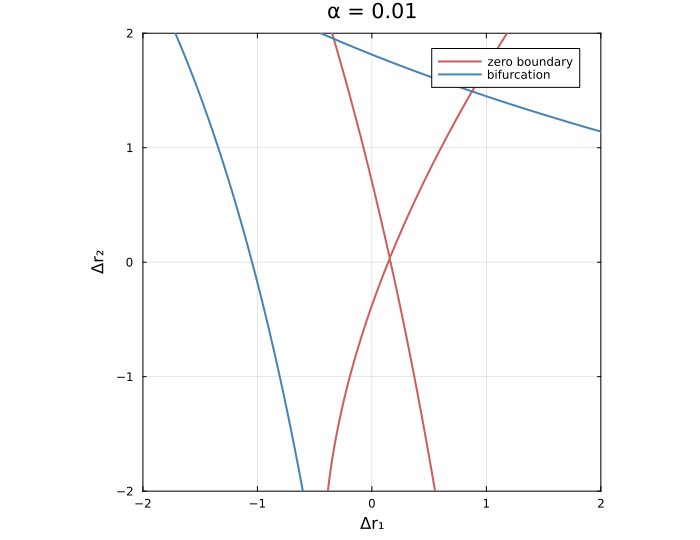 α = 0.01
zero boundary
bifurcation
Δr₂
2
1
0
−1
−2
−2 −1 0 1 2
Δr₁